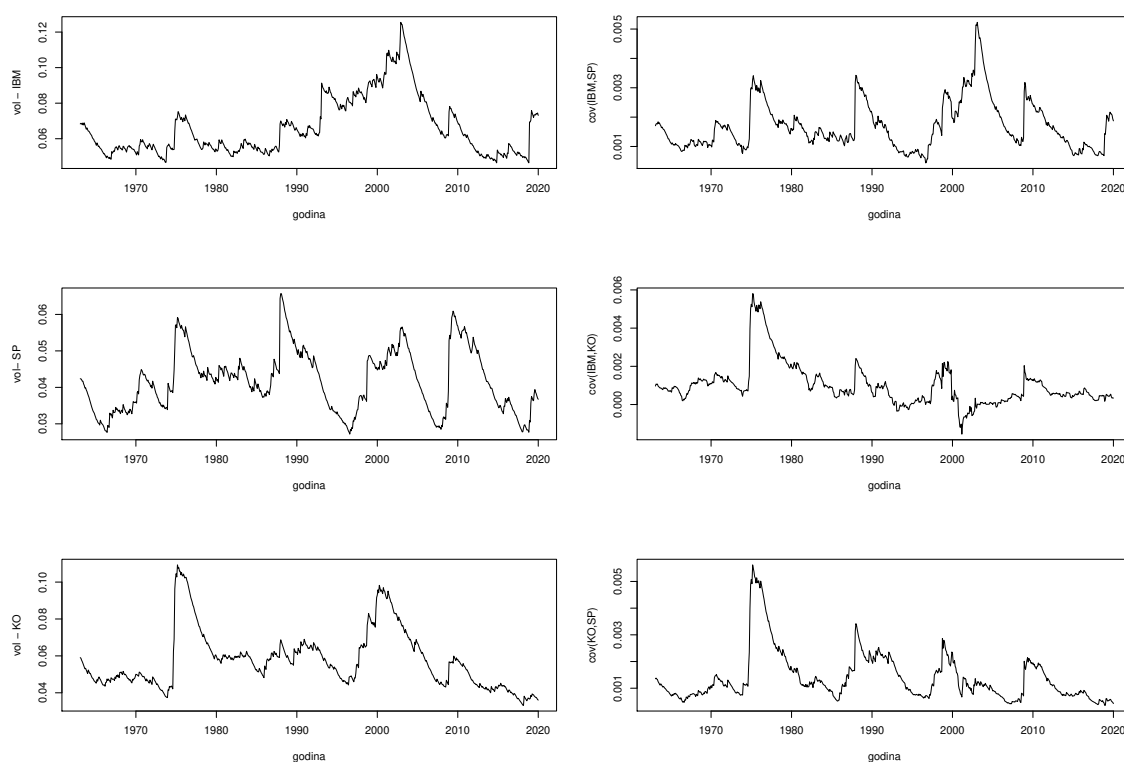 vol − IBM
0.06 0.08 0.10 0.12
1970 1980 1990 2000 2010 2020
godina
cov(IBM,SP)
0.001 0.003 0.005
1970 1980 1990 2000 2010 2020
godina
vol− SP
0.03 0.04 0.05 0.06
1970 1980 1990 2000 2010 2020
godina
cov(IBM,KO)
0.000 0.002 0.004 0.006
1970 1980 1990 2000 2010 2020
godina
vol − KO
0.04 0.06 0.08 0.10
1970 1980 1990 2000 2010 2020
godina
cov(KO,SP)
0.001 0.003 0.005
1970 1980 1990 2000 2010 2020
godina